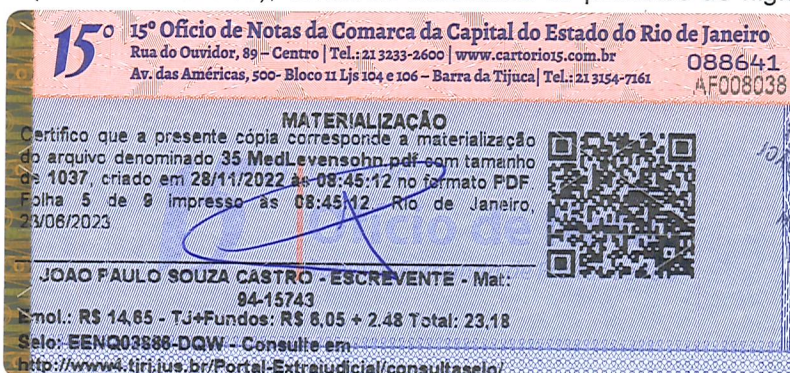 15º 15º Ofício de Notas da Comarca da Capital do Estado do Rio de Janeiro
Rua do Ouvidor, 89 – Centro | Tel.: 21 3233-2600 | www.cartorio15.com.br
Av. das Américas, 500- Bloco 11 Ljs 104 e 106 – Barra da Tijuca| Tel.: 21 3154-7161
088641
AF008038
MATERIALIZAÇÃO
Certifico que a presente cópia corresponde a materialização
do arquivo denominado 35 MedLevensohn.pdf com tamanho
de 1037, criado em 28/11/2022 às 08:45:12 no formato PDF.
Folha 5 de 9 impresso às 08:45:12. Rio de Janeiro,
23/06/2023
Ofício de
JOAO PAULO SOUZA CASTRO - ESCREVENTE - Mat:
94-15743
Emol.: R$ 14,65 - TJ+Fundos: R$ 6,05 + 2.48 Total: 23,18
Selo: EENQ03886-DQW - Consulte em
http://www4.tjrj.jus.br/Portal-Extrajudicial/consultaselo/